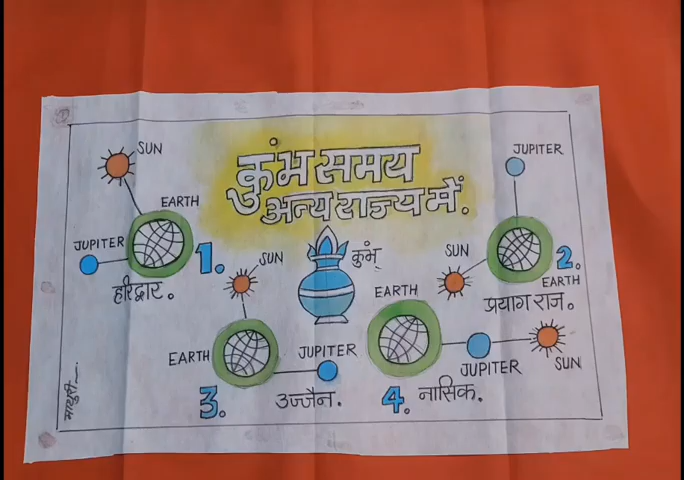 कुंभ समय
अन्य राज्य में.
SUN
EARTH
JUPITER
1.
हरिद्वार.
JUPITER
SUN
2.
EARTH
प्रयागराज.
कुंभ्
SUN
EARTH
JUPITER
3.
उज्जैन.
EARTH
JUPITER
SUN
4. नासिक.
माधुरी